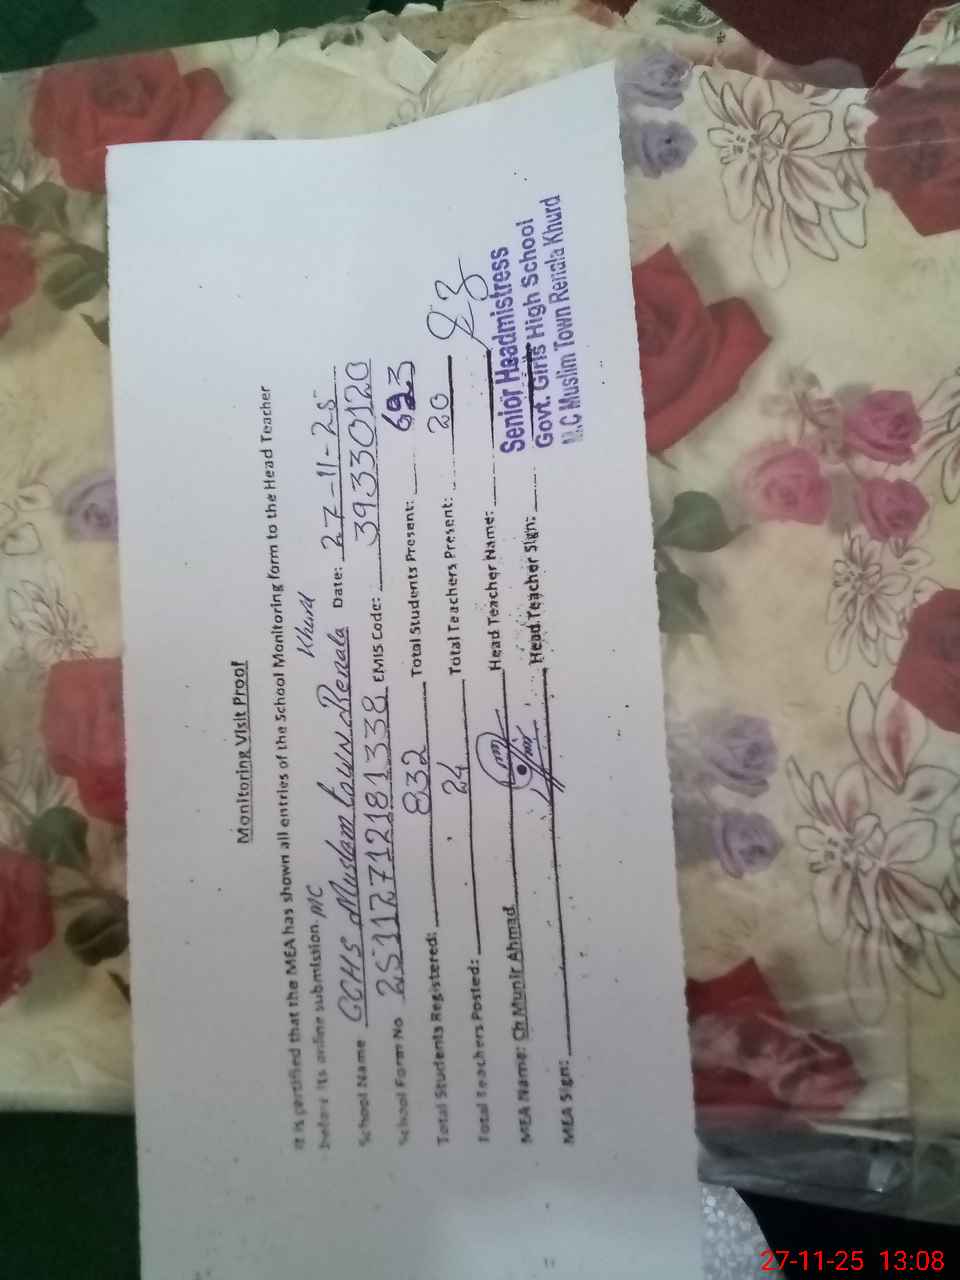 Monitoring Visit Proof
It is certified that the MEA has shown all entries of the School Monitoring form to the Head Teacher
before its online submission.
School Name GGHS MC Muslam town Renala Khurd Date: 27-11-25
School Form No 251127121181338 EMIS Code: 39330120
Total Students Registered: 832 Total Students Present: 623
Total Teachers Posted: 24 Total Teachers Present: 20
MEA Name: Ch Munir Ahmad Head Teacher Name:
MEA Sign: Head Teacher Sign:
Senior Headmistress
Govt. Girls High School
M.C Muslim Town Renala Khurd
27-11-25 13:08